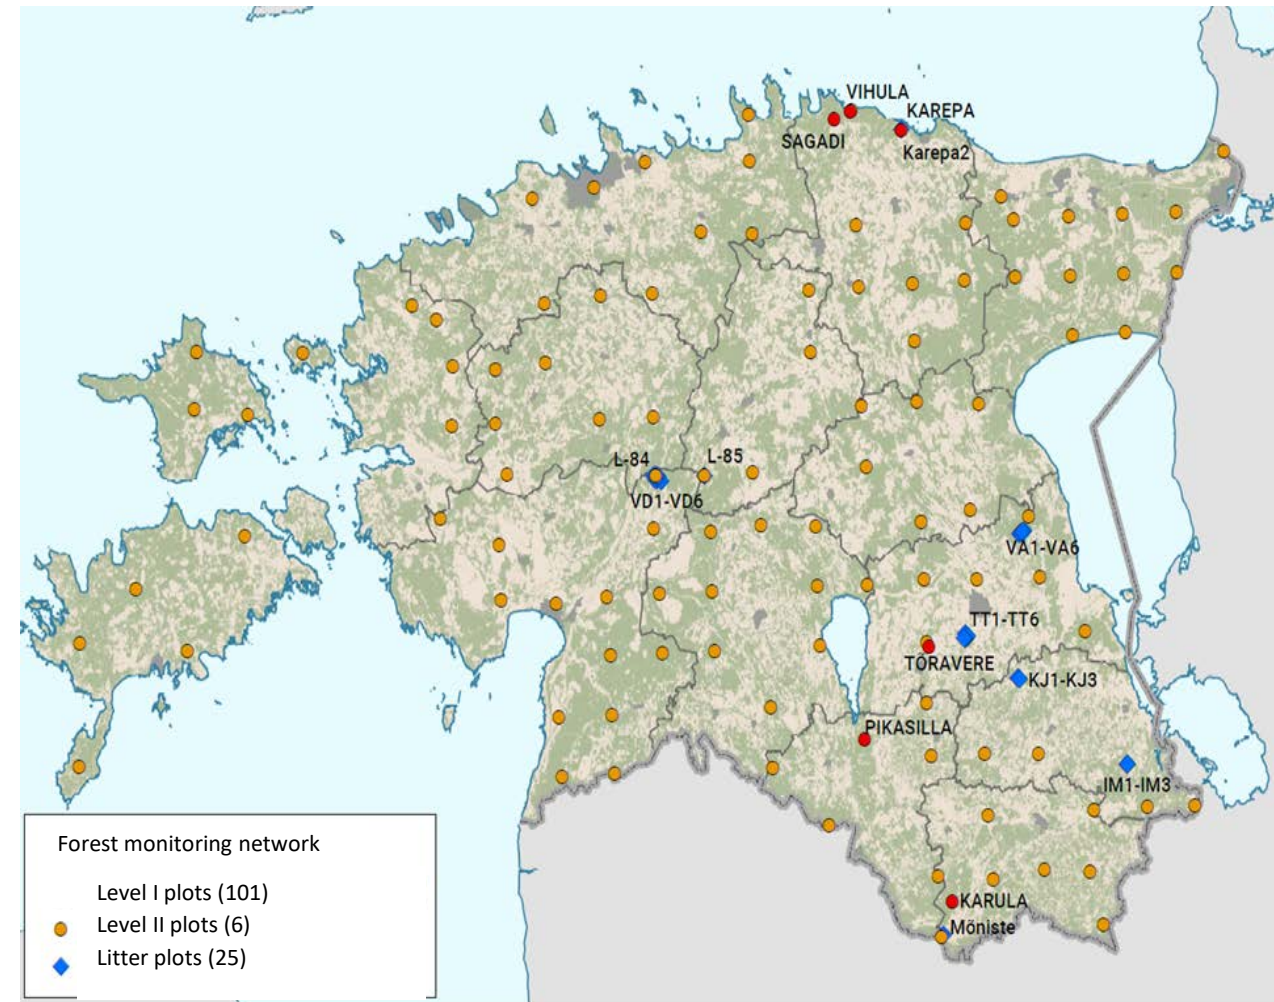 VIHULA
KAREPA
SAGADI
Karepa2
L-84
L-85
VD1-VD6
VA1-VA6
TT1-TT6
TÕRAVERE
KJ1-KJ3
PIKASILLA
IM1-IM3
KARULA
Mõniste
Forest monitoring network
Level I plots (101)
Level II plots (6)
Litter plots (25)